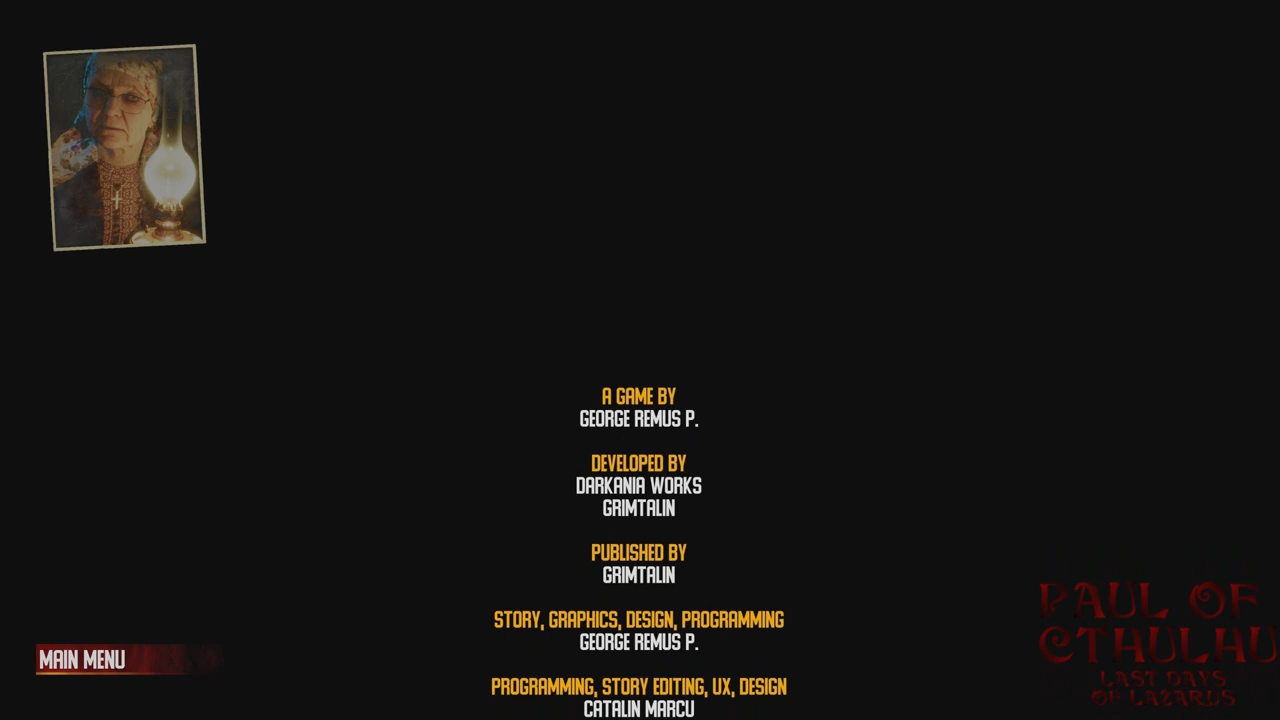 A GAME BY
GEORGE REMUS P.
DEVELOPED BY
DARKANIA WORKS
GRIMTALIN
PUBLISHED BY
GRIMTALIN
STORY, GRAPHICS, DESIGN, PROGRAMMING
GEORGE REMUS P.
PROGRAMMING, STORY EDITING, UX, DESIGN
CATALIN MARCU
MAIN MENU
PAUL OF
CTHULHU
LAST DAYS
OF LAZARUS